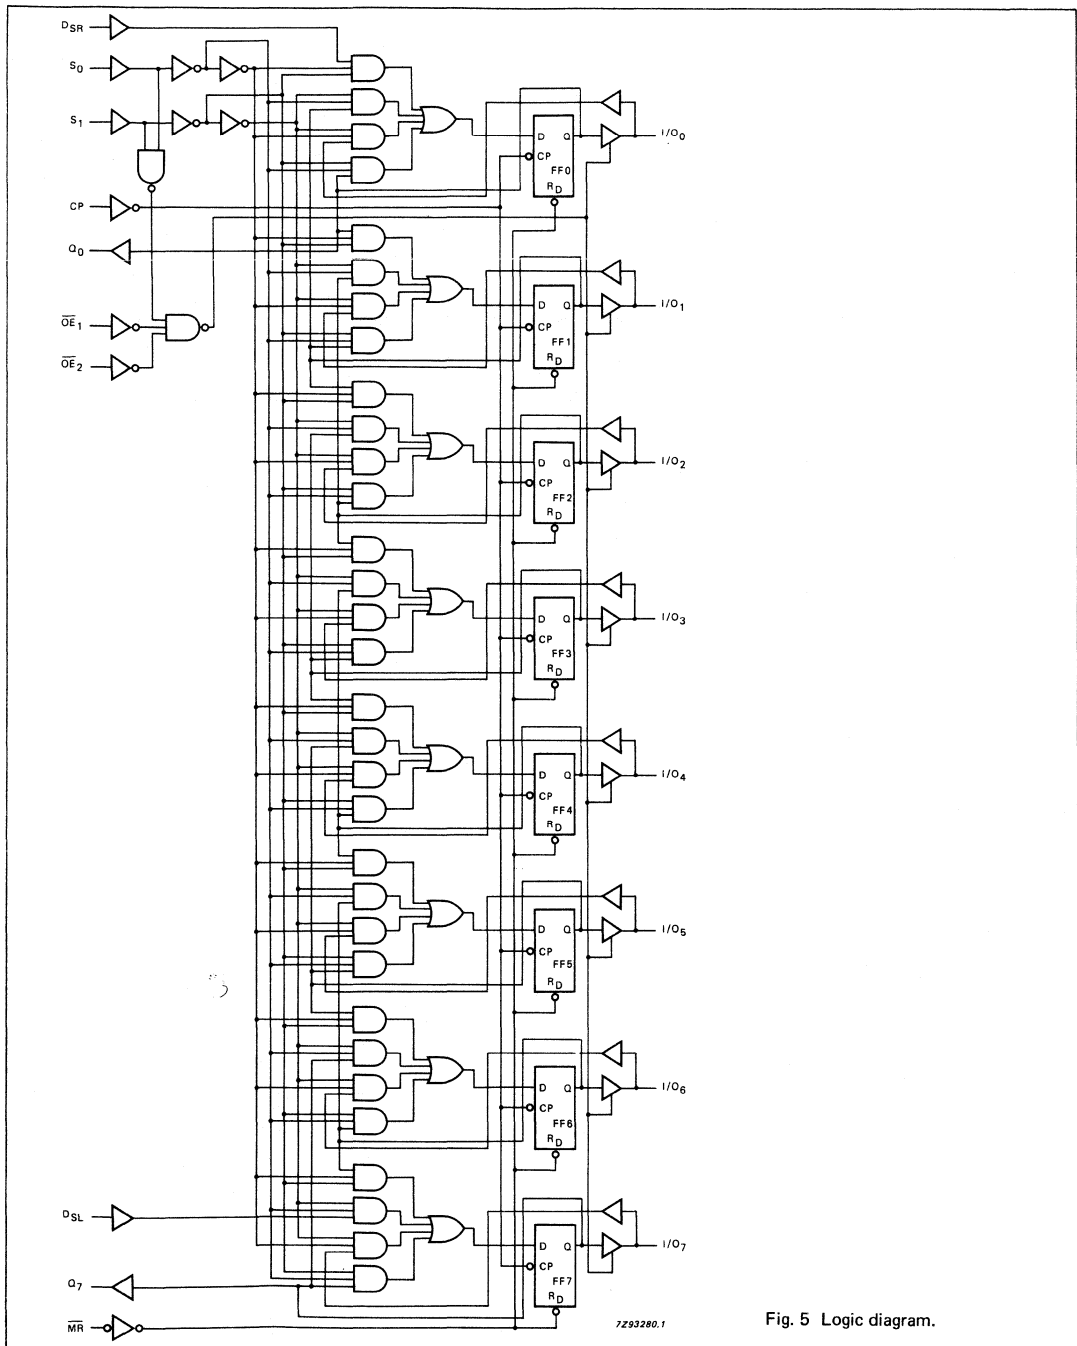 DSR
S0
S1
CP
Q0
OE1
OE2
D Q
CP
FF0
RD
I/O0
D Q
CP
FF1
RD
I/O1
D Q
CP
FF2
RD
I/O2
D Q
CP
FF3
RD
I/O3
D Q
CP
FF4
RD
I/O4
D Q
CP
FF5
RD
I/O5
D Q
CP
FF6
RD
I/O6
DSL
D Q
CP
FF7
RD
I/O7
Q7
MR
7Z93280.1
Fig. 5 Logic diagram.